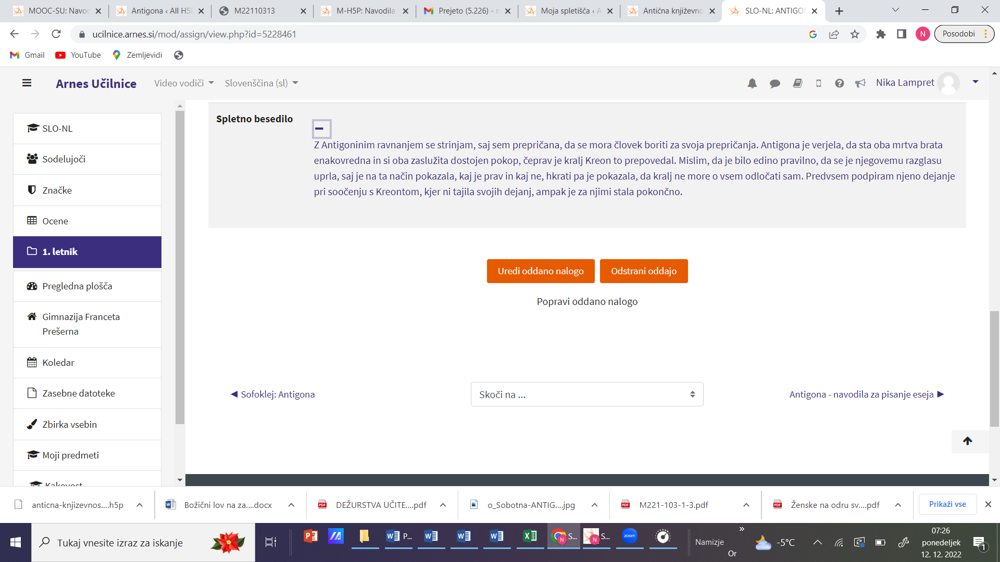 MOOC-SU: Navod
Antigona ‹ All H5P
M22110313
M-H5P: Navodila
Prejeto (5.226) - n
Moja spletišča ‹ A
Antična književno
SLO-NL: ANTIGON
ucilnice.arnes.si/mod/assign/view.php?id=5228461
Posodobi
N
Gmail
YouTube
Zemljevidi
Arnes Učilnice
Video vodiči
Slovenščina (sl)
Nika Lampret
SLO-NL
Sodelujoči
Značke
Ocene
1. letnik
Pregledna plošča
Gimnazija Franceta
Prešerna
Koledar
Zasebne datoteke
Zbirka vsebin
Moji predmeti
Kakovost
Spletno besedilo
Z Antigoninim ravnanjem se strinjam, saj sem prepričana, da se mora človek boriti za svoja prepričanja. Antigona je verjela, da sta oba mrtva brata
enakovredna in si oba zaslužita dostojen pokop, čeprav je kralj Kreon to prepovedal. Mislim, da je bilo edino pravilno, da se je njegovemu razglasu
uprla, saj je na ta način pokazala, kaj je prav in kaj ne, hkrati pa je pokazala, da kralj ne more o vsem odločati sam. Predvsem podpiram njeno dejanje
pri soočenju s Kreontom, kjer ni tajila svojih dejanj, ampak je za njimi stala pokončno.
Uredi oddano nalogo
Odstrani oddajo
Popravi oddano nalogo
◀ Sofoklej: Antigona
Skoči na ...
Antigona - navodila za pisanje eseja ▶
anticna-knjizevnos....h5p
Božični lov na za....docx
DEŽURSTVA UČITE....pdf
o_Sobotna-ANTIG....jpg
M221-103-1-3.pdf
Ženske na odru sv....pdf
Prikaži vse
Tukaj vnesite izraz za iskanje
P...
S...
S...
zoom
Namizje
Or
-5°C
07:26
ponedeljek
12. 12. 2022
1